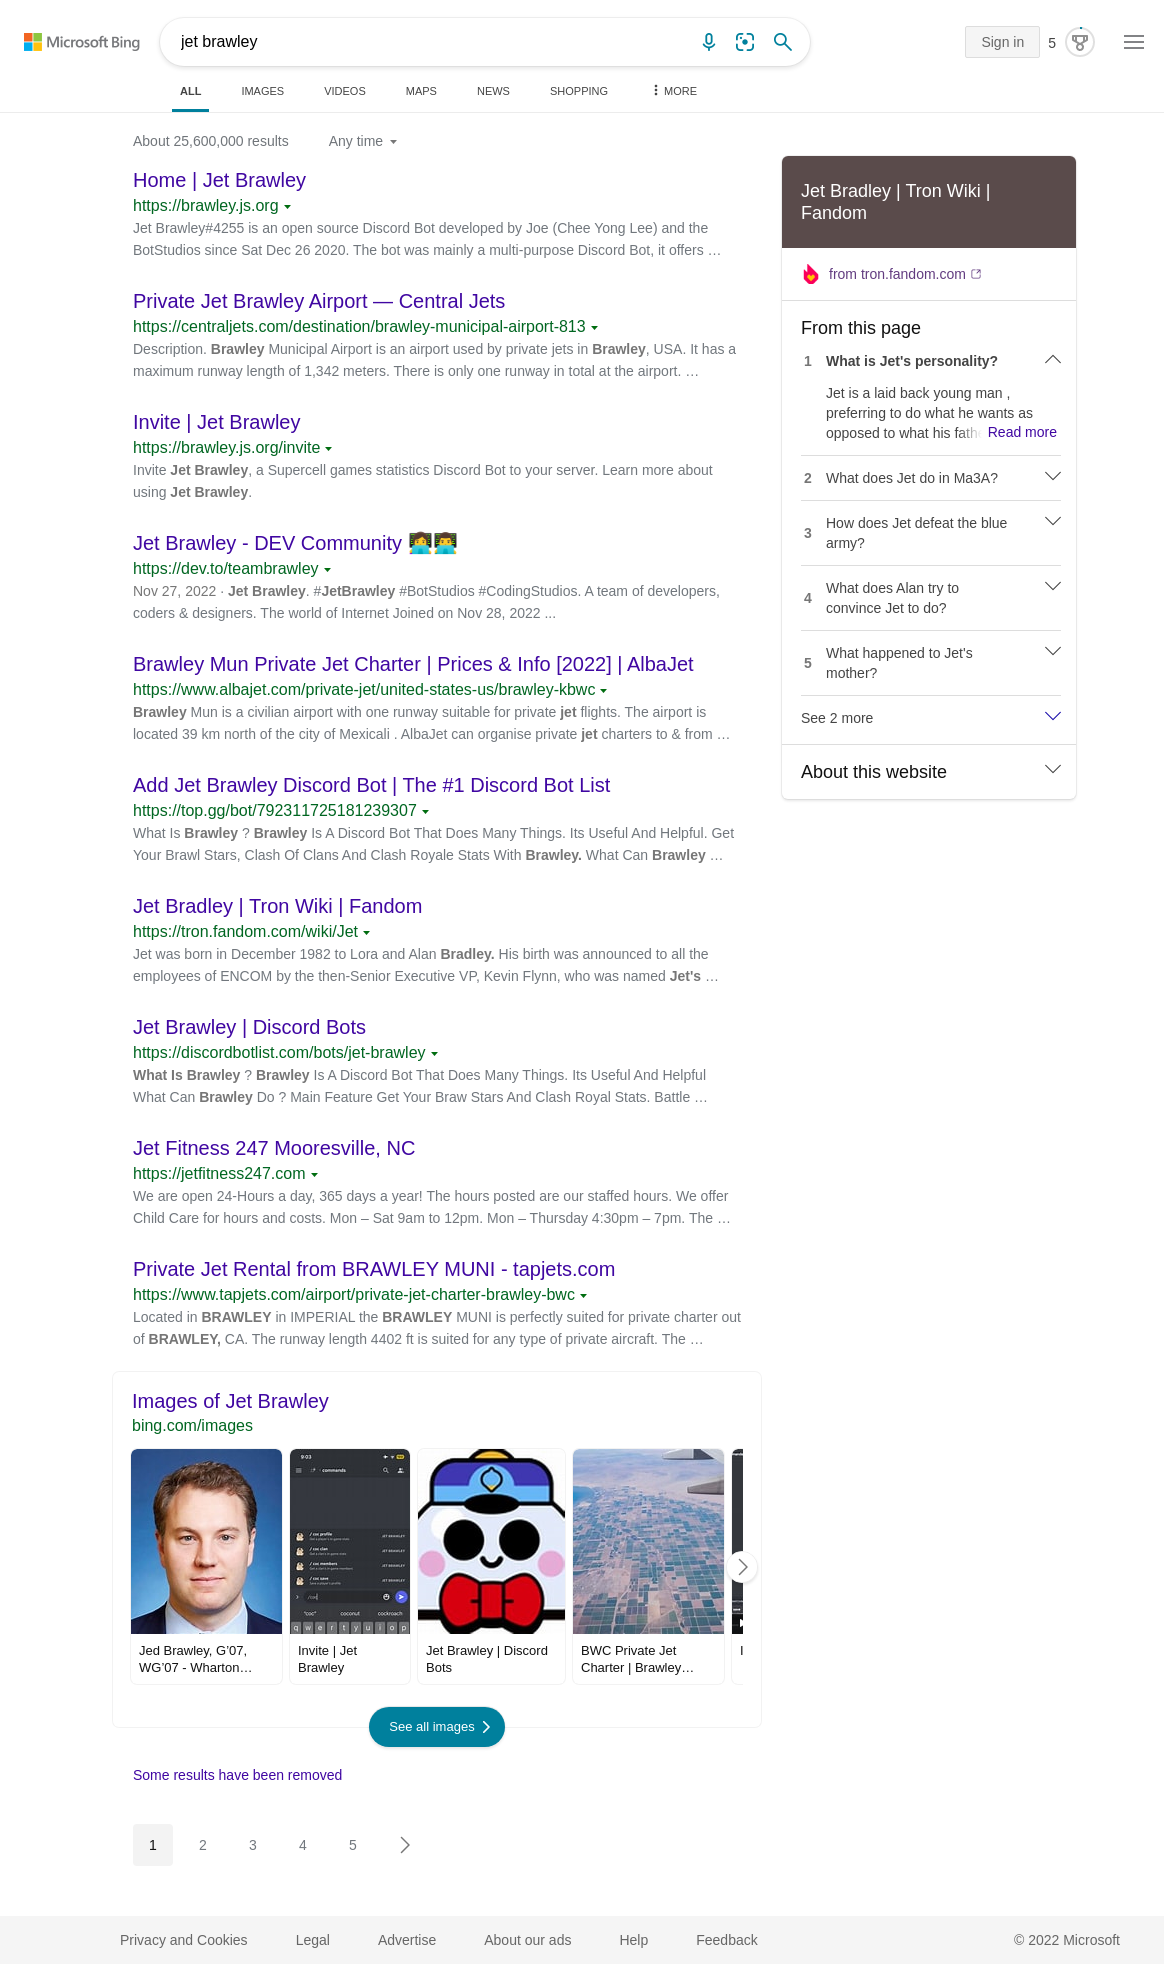 Microsoft Bing
jet brawley
Sign in
5
ALL
IMAGES
VIDEOS
MAPS
NEWS
SHOPPING
MORE
About 25,600,000 results
Any time
Home | Jet Brawley
https://brawley.js.org
Jet Brawley#4255 is an open source Discord Bot developed by Joe (Chee Yong Lee) and the
BotStudios since Sat Dec 26 2020. The bot was mainly a multi-purpose Discord Bot, it offers …
Private Jet Brawley Airport — Central Jets
https://centraljets.com/destination/brawley-municipal-airport-813
Description. Brawley Municipal Airport is an airport used by private jets in Brawley, USA. It has a
maximum runway length of 1,342 meters. There is only one runway in total at the airport. …
Invite | Jet Brawley
https://brawley.js.org/invite
Invite Jet Brawley, a Supercell games statistics Discord Bot to your server. Learn more about
using Jet Brawley.
Jet Brawley - DEV Community 👩‍💻👨‍💻
https://dev.to/teambrawley
Nov 27, 2022 · Jet Brawley. #JetBrawley #BotStudios #CodingStudios. A team of developers,
coders & designers. The world of Internet Joined on Nov 28, 2022 ...
Brawley Mun Private Jet Charter | Prices & Info [2022] | AlbaJet
https://www.albajet.com/private-jet/united-states-us/brawley-kbwc
Brawley Mun is a civilian airport with one runway suitable for private jet flights. The airport is
located 39 km north of the city of Mexicali . AlbaJet can organise private jet charters to & from …
Add Jet Brawley Discord Bot | The #1 Discord Bot List
https://top.gg/bot/792311725181239307
What Is Brawley ? Brawley Is A Discord Bot That Does Many Things. Its Useful And Helpful. Get
Your Brawl Stars, Clash Of Clans And Clash Royale Stats With Brawley. What Can Brawley …
Jet Bradley | Tron Wiki | Fandom
https://tron.fandom.com/wiki/Jet
Jet was born in December 1982 to Lora and Alan Bradley. His birth was announced to all the
employees of ENCOM by the then-Senior Executive VP, Kevin Flynn, who was named Jet's …
Jet Brawley | Discord Bots
https://discordbotlist.com/bots/jet-brawley
What Is Brawley ? Brawley Is A Discord Bot That Does Many Things. Its Useful And Helpful
What Can Brawley Do ? Main Feature Get Your Braw Stars And Clash Royal Stats. Battle …
Jet Fitness 247 Mooresville, NC
https://jetfitness247.com
We are open 24-Hours a day, 365 days a year! The hours posted are our staffed hours. We offer
Child Care for hours and costs. Mon – Sat 9am to 12pm. Mon – Thursday 4:30pm – 7pm. The …
Private Jet Rental from BRAWLEY MUNI - tapjets.com
https://www.tapjets.com/airport/private-jet-charter-brawley-bwc
Located in BRAWLEY in IMPERIAL the BRAWLEY MUNI is perfectly suited for private charter out
of BRAWLEY, CA. The runway length 4402 ft is suited for any type of private aircraft. The …
Images of Jet Brawley
bing.com/images
9:03
commands
/ coc profile
JET BRAWLEY
/ coc clan
JET BRAWLEY
/ coc members
JET BRAWLEY
/ coc save
JET BRAWLEY
"coc"
coconut
cockroach
q w e r t y u i o p
Jed Brawley, G'07,
WG'07 - Wharton…
Invite | Jet
Brawley
Jet Brawley | Discord
Bots
BWC Private Jet
Charter | Brawley…
See all images
Some results have been removed
1
2
3
4
5
Jet Bradley | Tron Wiki |
Fandom
from tron.fandom.com
From this page
1 What is Jet's personality?
Jet is a laid back young man ,
preferring to do what he wants as
opposed to what his fath Read more
2 What does Jet do in Ma3A?
3 How does Jet defeat the blue
army?
4 What does Alan try to
convince Jet to do?
5 What happened to Jet's
mother?
See 2 more
About this website
Privacy and Cookies
Legal
Advertise
About our ads
Help
Feedback
© 2022 Microsoft